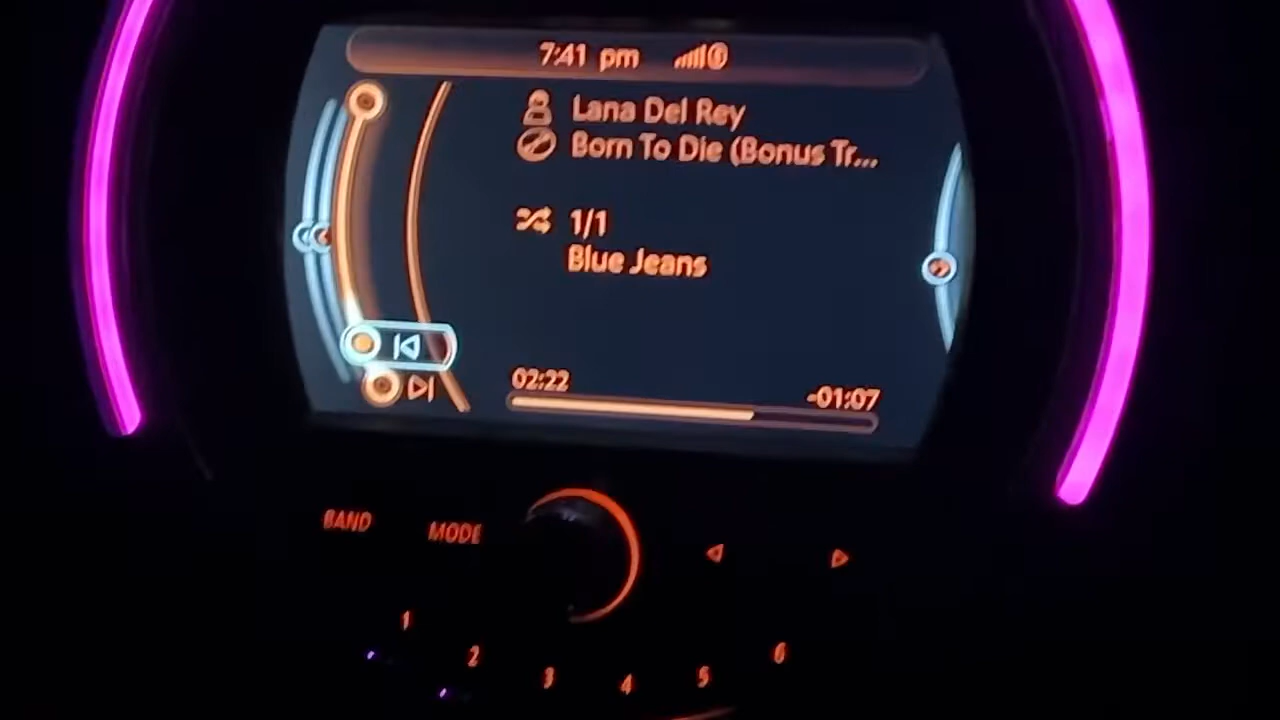 7:41 pm
Lana Del Rey
Born To Die (Bonus Tr...
1/1
Blue Jeans
02:22
-01:07
BAND
MODE
1
2
3
4
5
6